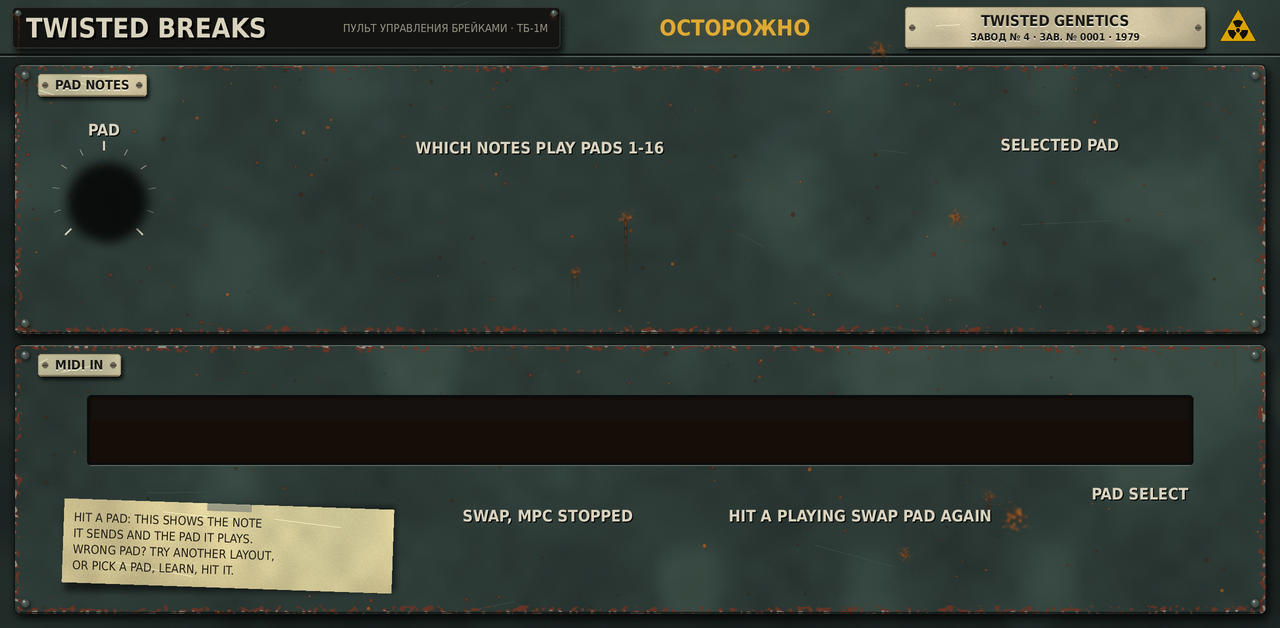 TWISTED BREAKS
ПУЛЬТ УПРАВЛЕНИЯ БРЕЙКАМИ · ТБ-1М
ОСТОРОЖНО
TWISTED GENETICS
ЗАВОД № 4 · ЗАВ. № 0001 · 1979
PAD NOTES
PAD
WHICH NOTES PLAY PADS 1-16
SELECTED PAD
MIDI IN
PAD SELECT
SWAP, MPC STOPPED
HIT A PLAYING SWAP PAD AGAIN
HIT A PAD: THIS SHOWS THE NOTE
IT SENDS AND THE PAD IT PLAYS.
WRONG PAD? TRY ANOTHER LAYOUT,
OR PICK A PAD, LEARN, HIT IT.